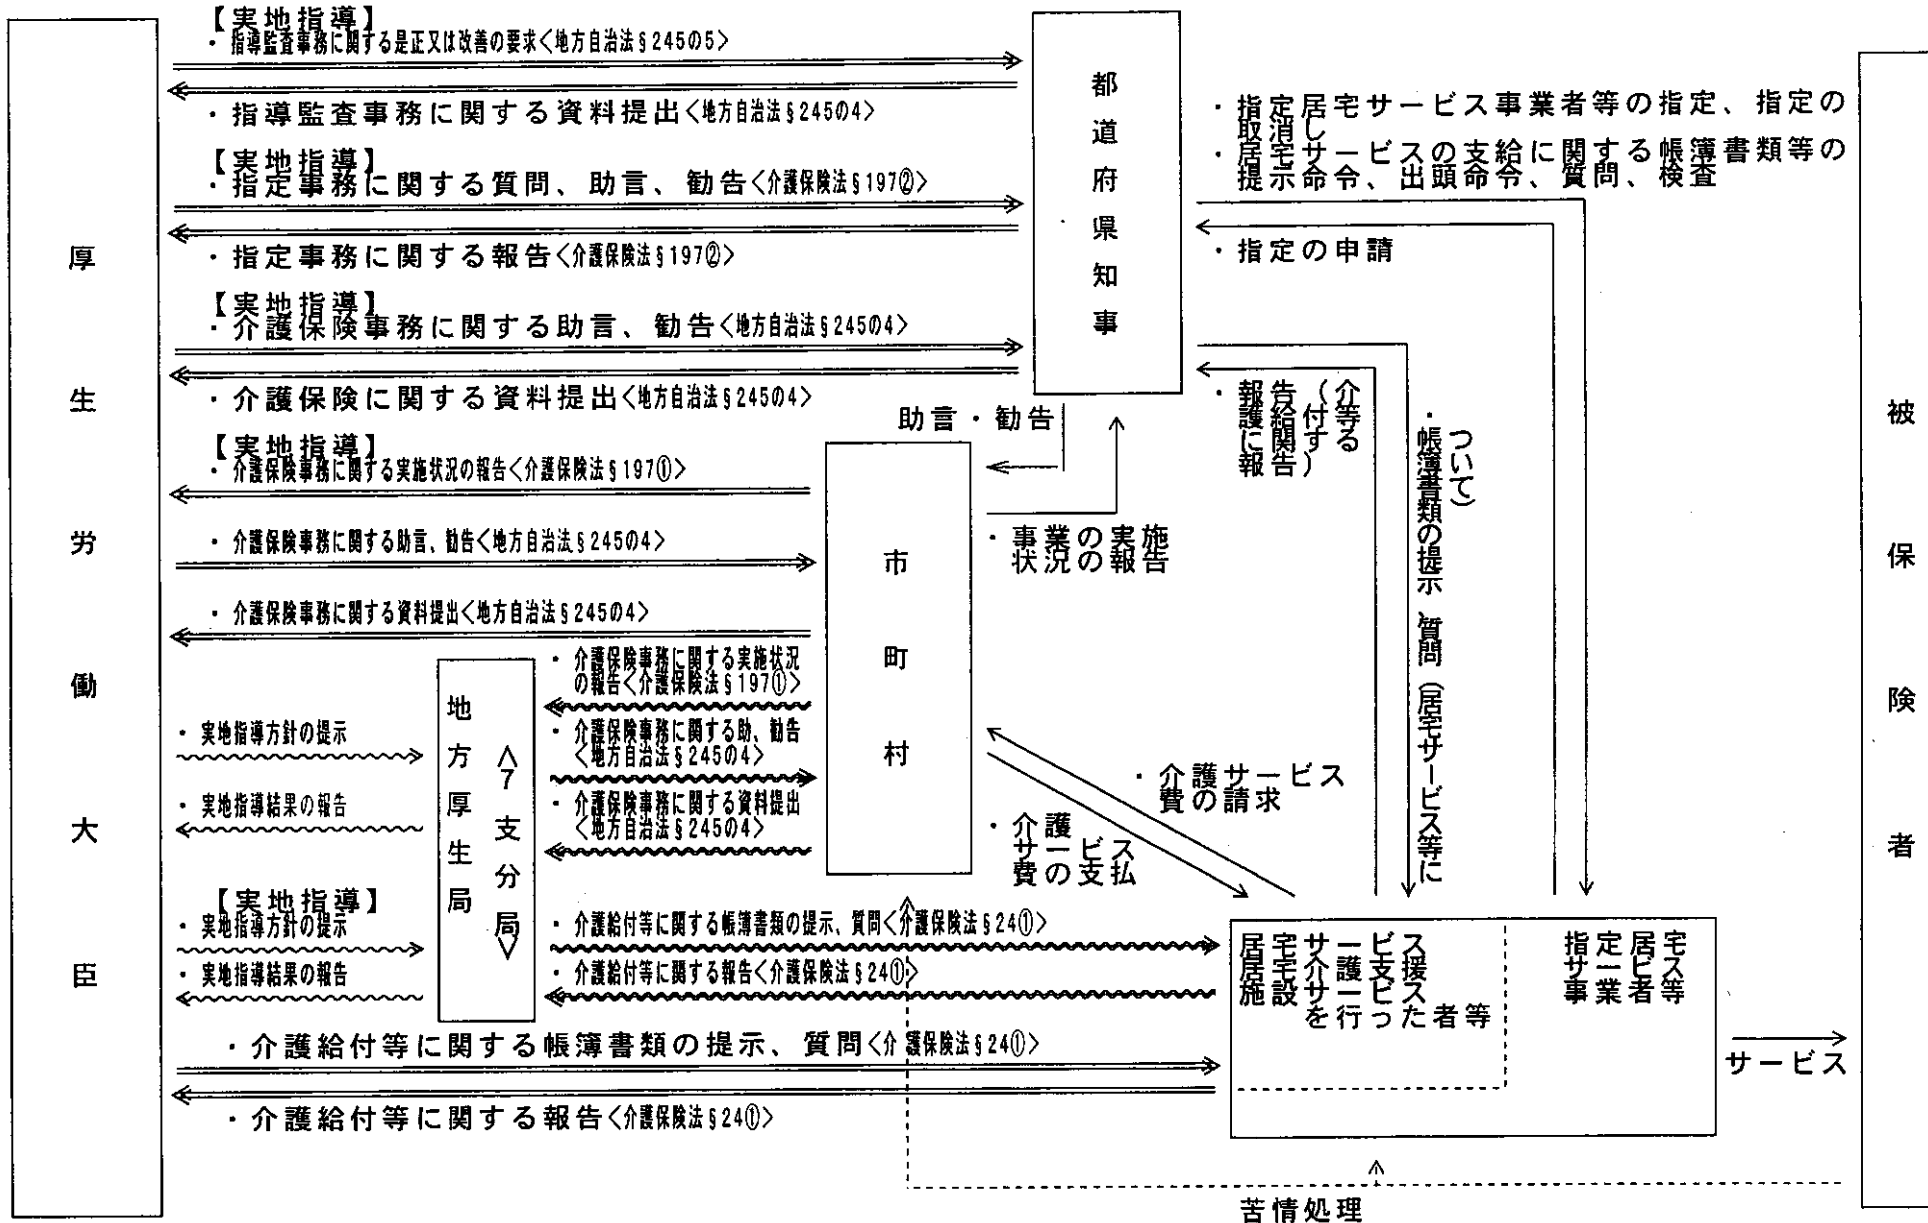 厚生労働大臣
【実地指導】
・指導監査事務に関する是正又は改善の要求<地方自治法§245の5>
・指導監査事務に関する資料提出<地方自治法§245の4>
【実地指導】
・指定事務に関する質問、助言、勧告<介護保険法§197②>
・指定事務に関する報告<介護保険法§197②>
【実地指導】
・介護保険事務に関する助言、勧告<地方自治法§245の4>
・介護保険に関する資料提出<地方自治法§245の4>
【実地指導】
・介護保険事務に関する実施状況の報告<介護保険法§197①>
・介護保険事務に関する助言、勧告<地方自治法§245の4>
・介護保険事務に関する資料提出<地方自治法§245の4>
都道府県知事
・指定居宅サービス事業者等の指定、指定の
取消し
・居宅サービスの支給に関する帳簿書類等の
提示命令、出頭命令、質問、検査
・指定の申請
助言・勧告
・事業の実施
状況の報告
・報告（介
護給付等
に関する
報告）
・帳簿書類の提示、質問（居宅サービス等に
ついて）
市町村
地方厚生局
<7支分局>
・実地指導方針の提示
・実地指導結果の報告
・介護保険事務に関する実施状況
の報告<介護保険法§197①>
・介護保険事務に関する助、勧告
<地方自治法§245の4>
・介護保険事務に関する資料提出
<地方自治法§245の4>
・介護サービス
費の請求
・介護
サービス
費の支払
【実地指導】
・実地指導方針の提示
・実地指導結果の報告
・介護給付等に関する帳簿書類の提示、質問<介護保険法§24①>
・介護給付等に関する報告<介護保険法§24①>
・介護給付等に関する帳簿書類の提示、質問<介護保険法§24①>
・介護給付等に関する報告<介護保険法§24①>
居宅サービス
居宅介護支援
施設サービス
を行った者等
指定居宅
サービス
事業者等
サービス
苦情処理
被保険者